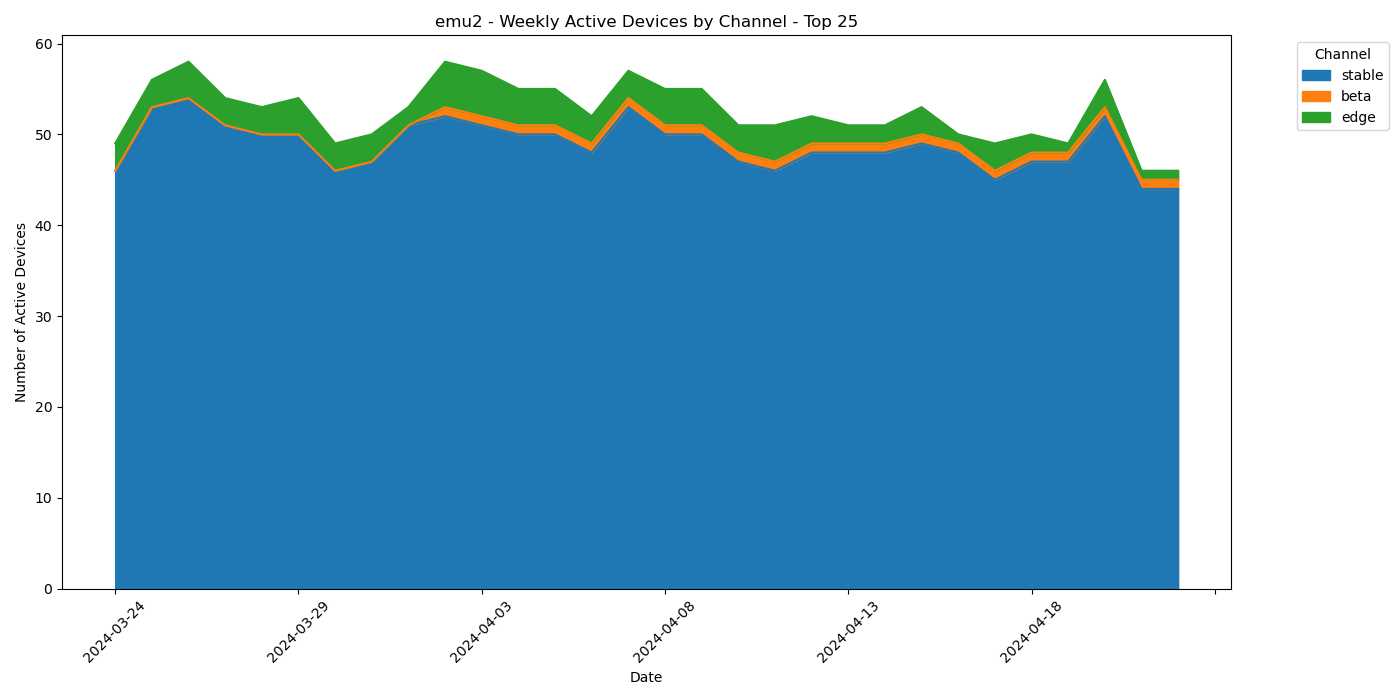 emu2 - Weekly Active Devices by Channel - Top 25
Number of Active Devices
60
50
40
30
20
10
0
2024-03-24
2024-03-29
2024-04-03
2024-04-08
2024-04-13
2024-04-18
Date
Channel
stable
beta
edge